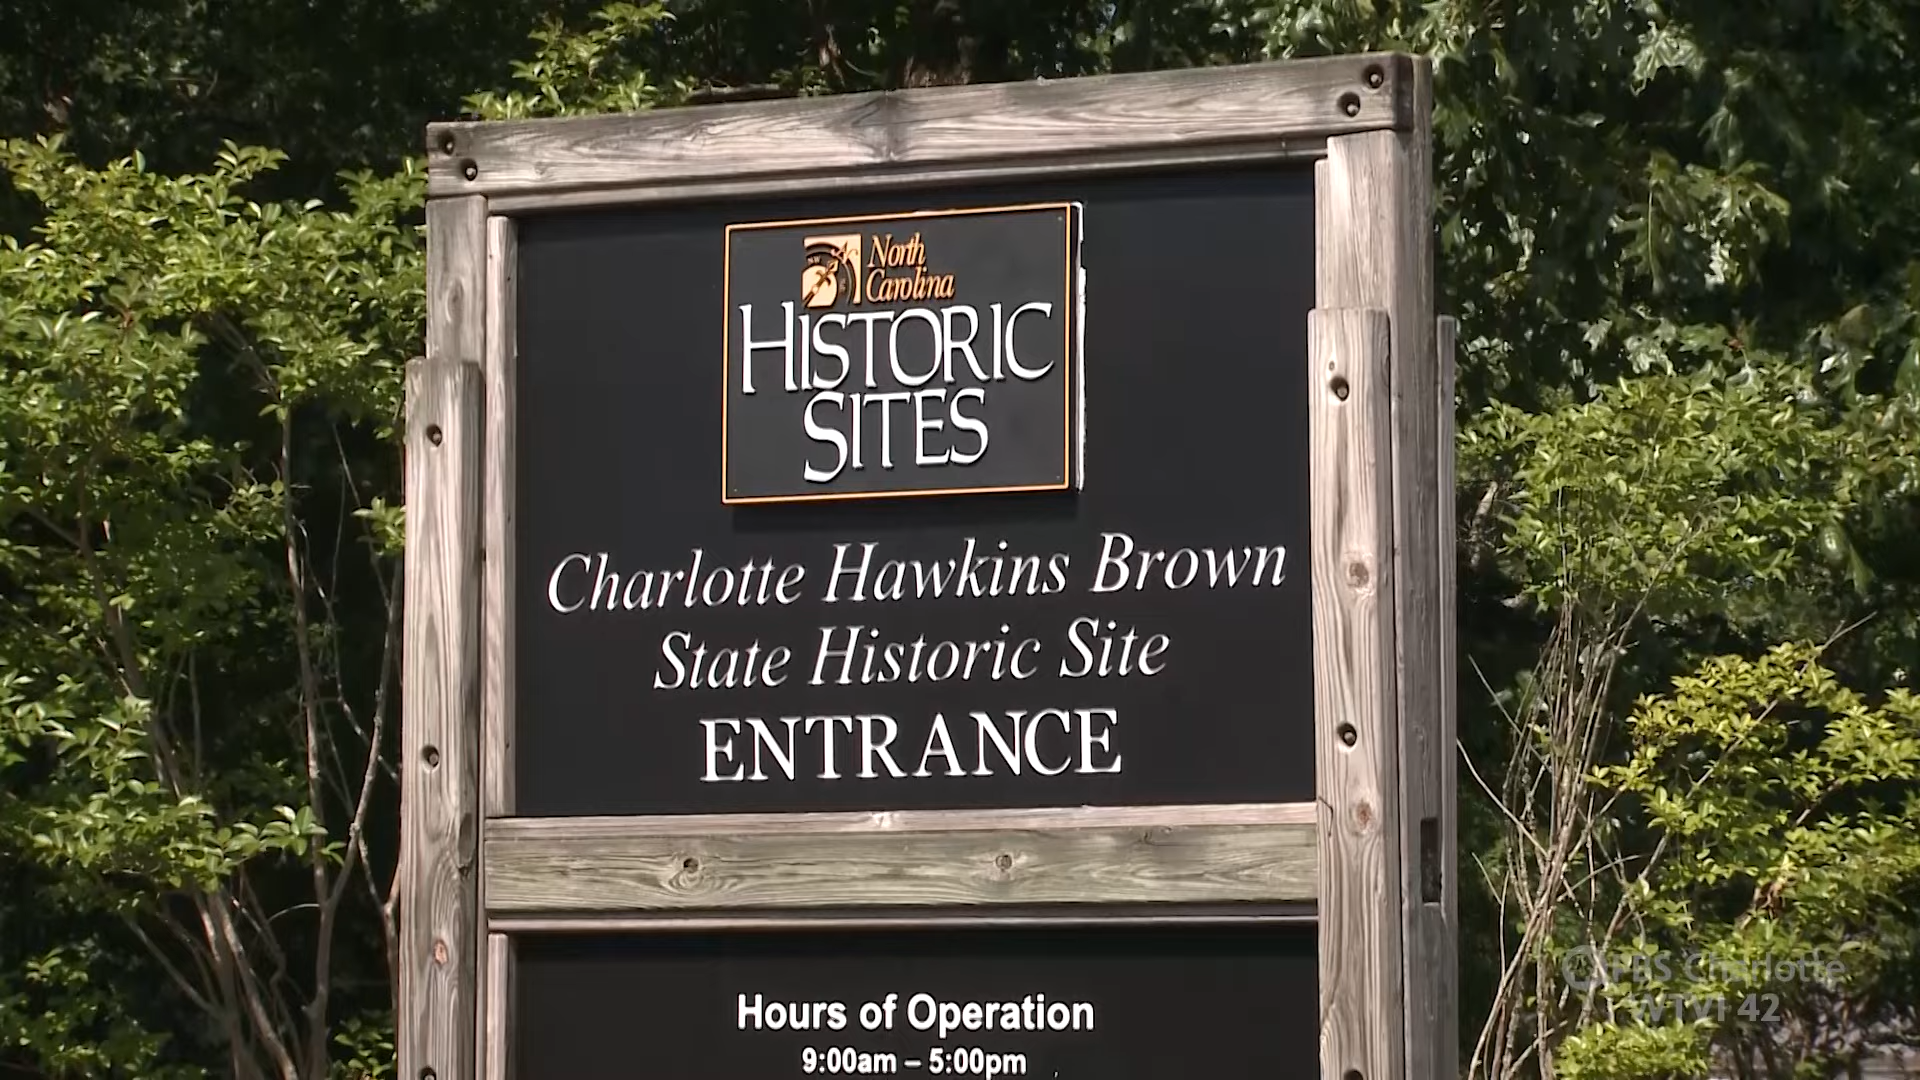 North
Carolina
HISTORIC
SITES
Charlotte Hawkins Brown
State Historic Site
ENTRANCE
Hours of Operation
9:00am – 5:00pm
PBS Charlotte
WTVI 42